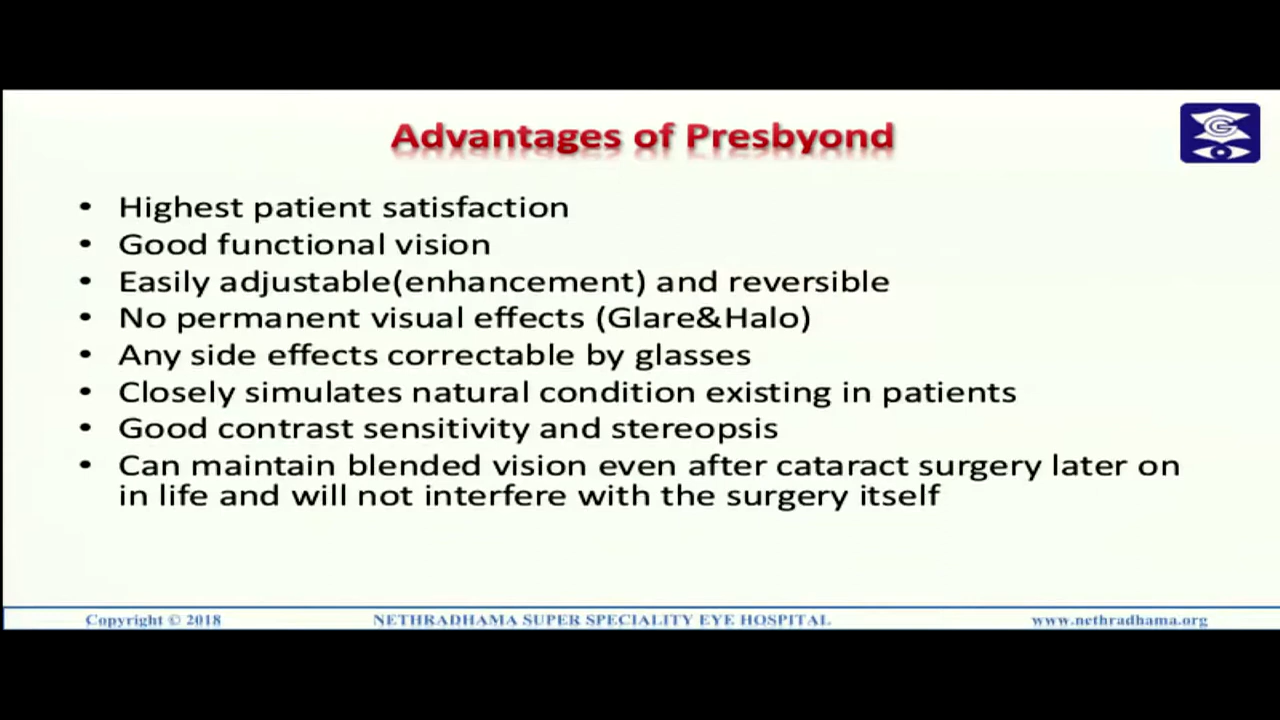 Advantages of Presbyond
• Highest patient satisfaction
• Good functional vision
• Easily adjustable(enhancement) and reversible
• No permanent visual effects (Glare&Halo)
• Any side effects correctable by glasses
• Closely simulates natural condition existing in patients
• Good contrast sensitivity and stereopsis
• Can maintain blended vision even after cataract surgery later on
in life and will not interfere with the surgery itself
Copyright © 2018 NETHRADHAMA SUPER SPECIALITY EYE HOSPITAL www.nethradhama.org